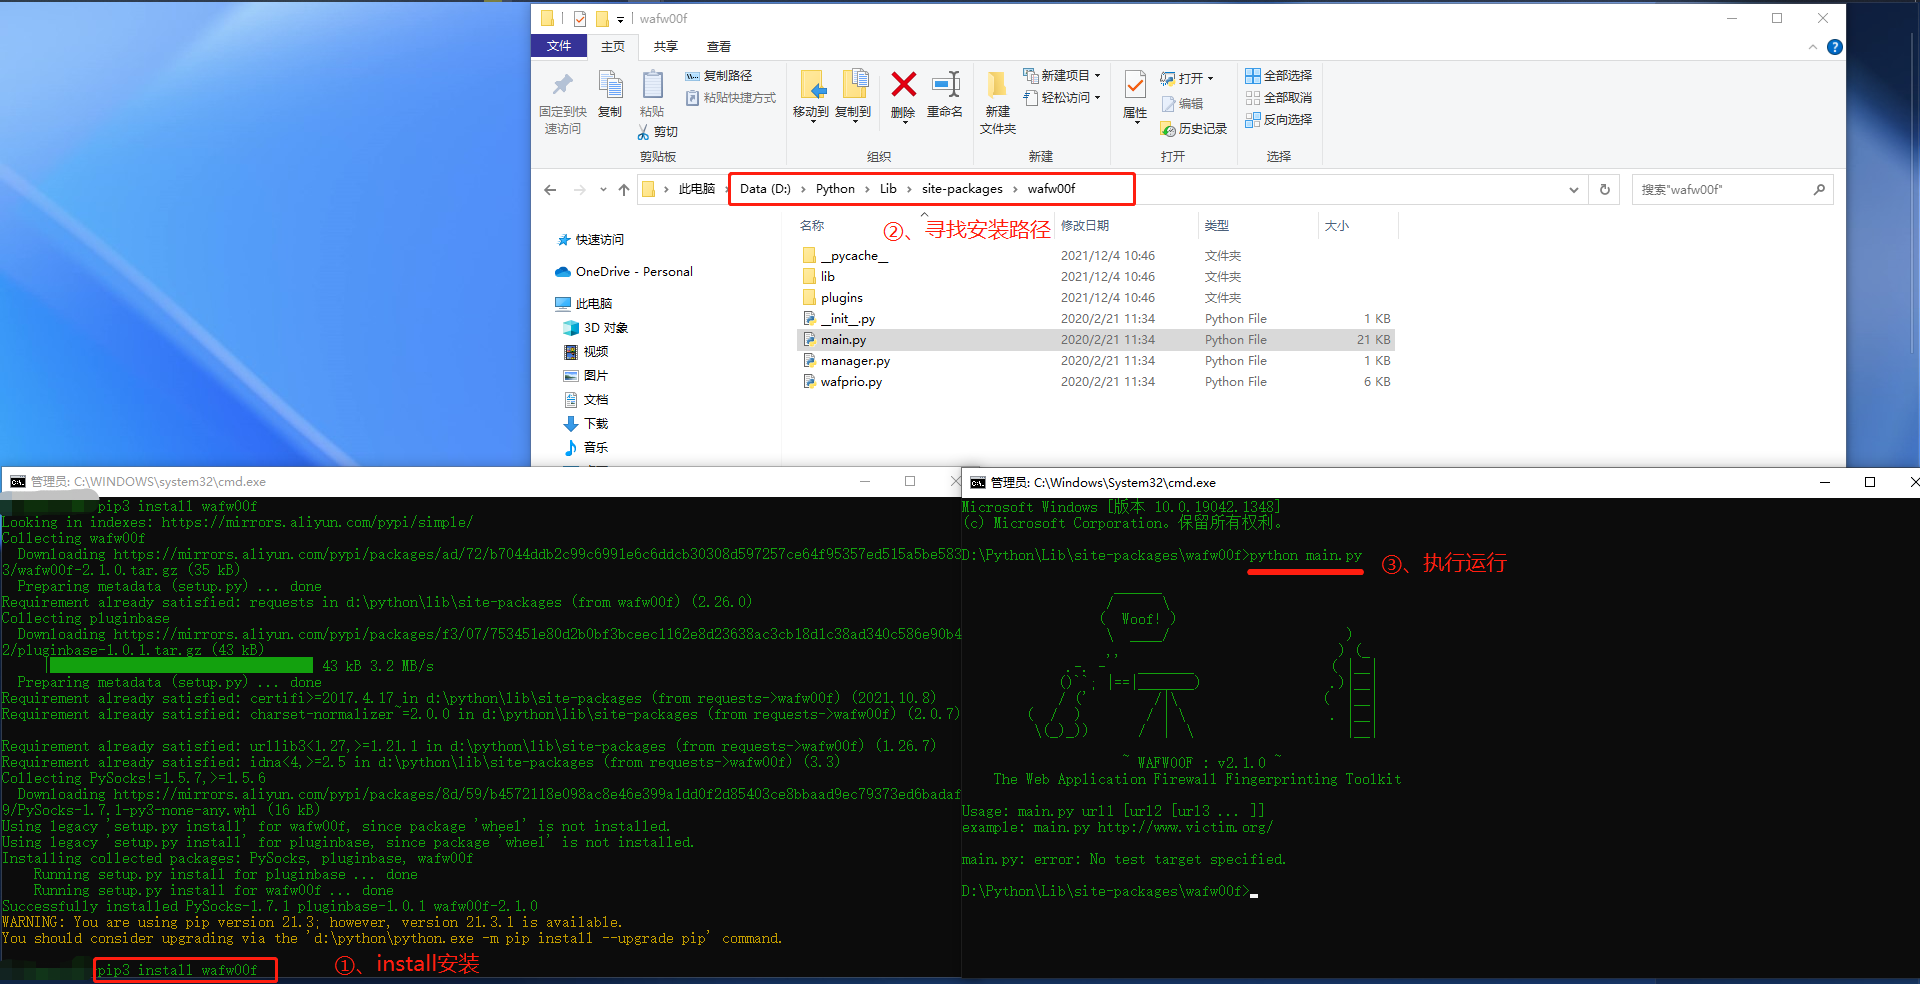 wafw00f
文件 主页 共享 查看
固定到快速访问
复制
粘贴
复制路径
粘贴快捷方式
剪切
剪贴板
移动到
复制到
删除
重命名
组织
新建文件夹
新建项目
轻松访问
新建
属性
打开
编辑
历史记录
打开
全部选择
全部取消
反向选择
选择
此电脑 › Data (D:) › Python › Lib › site-packages › wafw00f
搜索"wafw00f"
②、寻找安装路径
名称 修改日期 类型 大小
快速访问
OneDrive - Personal
此电脑
3D 对象
视频
图片
文档
下载
音乐
__pycache__ 2021/12/4 10:46 文件夹
lib 2021/12/4 10:46 文件夹
plugins 2021/12/4 10:46 文件夹
__init__.py 2020/2/21 11:34 Python File 1 KB
main.py 2020/2/21 11:34 Python File 21 KB
manager.py 2020/2/21 11:34 Python File 1 KB
wafprio.py 2020/2/21 11:34 Python File 6 KB
管理员: C:\WINDOWS\system32\cmd.exe
pip3 install wafw00f
Looking in indexes: https://mirrors.aliyun.com/pypi/simple/
Collecting wafw00f
Downloading https://mirrors.aliyun.com/pypi/packages/ad/72/b7044ddb2c99c6991e6c6ddcb30308d597257ce64f95357ed515a5be583
3/wafw00f-2.1.0.tar.gz (35 kB)
Preparing metadata (setup.py) ... done
Requirement already satisfied: requests in d:\python\lib\site-packages (from wafw00f) (2.26.0)
Collecting pluginbase
Downloading https://mirrors.aliyun.com/pypi/packages/f3/07/753451e80d2b0bf3bceec1162e8d23638ac3cb18d1c38ad340c586e90b4
2/pluginbase-1.0.1.tar.gz (43 kB)
43 kB 3.2 MB/s
Preparing metadata (setup.py) ... done
Requirement already satisfied: certifi>=2017.4.17 in d:\python\lib\site-packages (from requests->wafw00f) (2021.10.8)
Requirement already satisfied: charset-normalizer~=2.0.0 in d:\python\lib\site-packages (from requests->wafw00f) (2.0.7)
Requirement already satisfied: urllib3<1.27,>=1.21.1 in d:\python\lib\site-packages (from requests->wafw00f) (1.26.7)
Requirement already satisfied: idna<4,>=2.5 in d:\python\lib\site-packages (from requests->wafw00f) (3.3)
Collecting PySocks!=1.5.7,>=1.5.6
Downloading https://mirrors.aliyun.com/pypi/packages/8d/59/b4572118e098ac8e46e399a1dd0f2d85403ce8bbaad9ec79373ed6badaf
9/PySocks-1.7.1-py3-none-any.whl (16 kB)
Using legacy 'setup.py install' for wafw00f, since package 'wheel' is not installed.
Using legacy 'setup.py install' for pluginbase, since package 'wheel' is not installed.
Installing collected packages: PySocks, pluginbase, wafw00f
Running setup.py install for pluginbase ... done
Running setup.py install for wafw00f ... done
Successfully installed PySocks-1.7.1 pluginbase-1.0.1 wafw00f-2.1.0
WARNING: You are using pip version 21.3; however, version 21.3.1 is available.
You should consider upgrading via the 'd:\python\python.exe -m pip install --upgrade pip' command.
pip3 install wafw00f
①、install安装
管理员: C:\Windows\System32\cmd.exe
Microsoft Windows [版本 10.0.19042.1348]
(c) Microsoft Corporation。保留所有权利。
D:\Python\Lib\site-packages\wafw00f>python main.py
③、执行运行
Woof!
~ WAFW00F : v2.1.0 ~
The Web Application Firewall Fingerprinting Toolkit
Usage: main.py url1 [url2 [url3 ... ]]
example: main.py http://www.victim.org/
main.py: error: No test target specified.
D:\Python\Lib\site-packages\wafw00f>